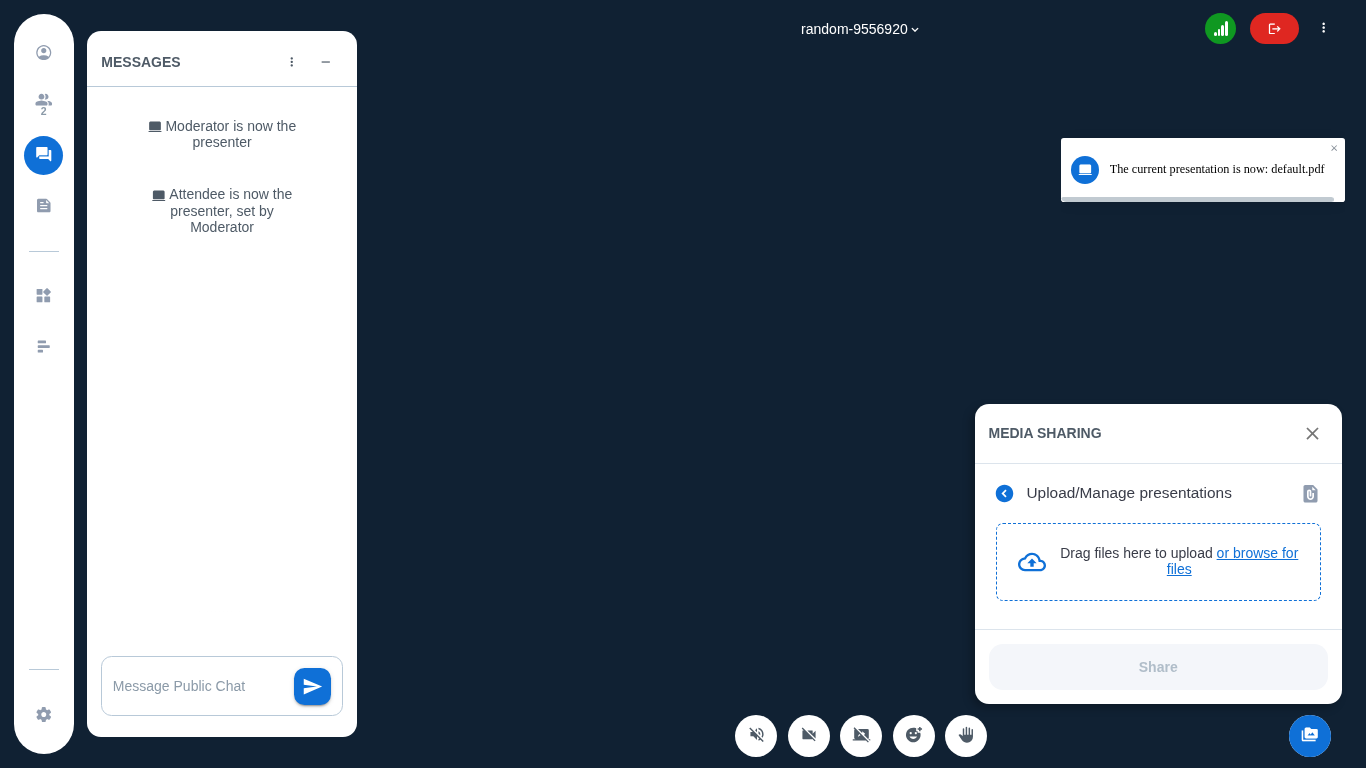 random-9556920
2
MESSAGES
Moderator is now the
presenter
Attendee is now the
presenter, set by
Moderator
Message Public Chat
The current presentation is now: default.pdf
MEDIA SHARING
Upload/Manage presentations
Drag files here to upload or browse for
files
Share